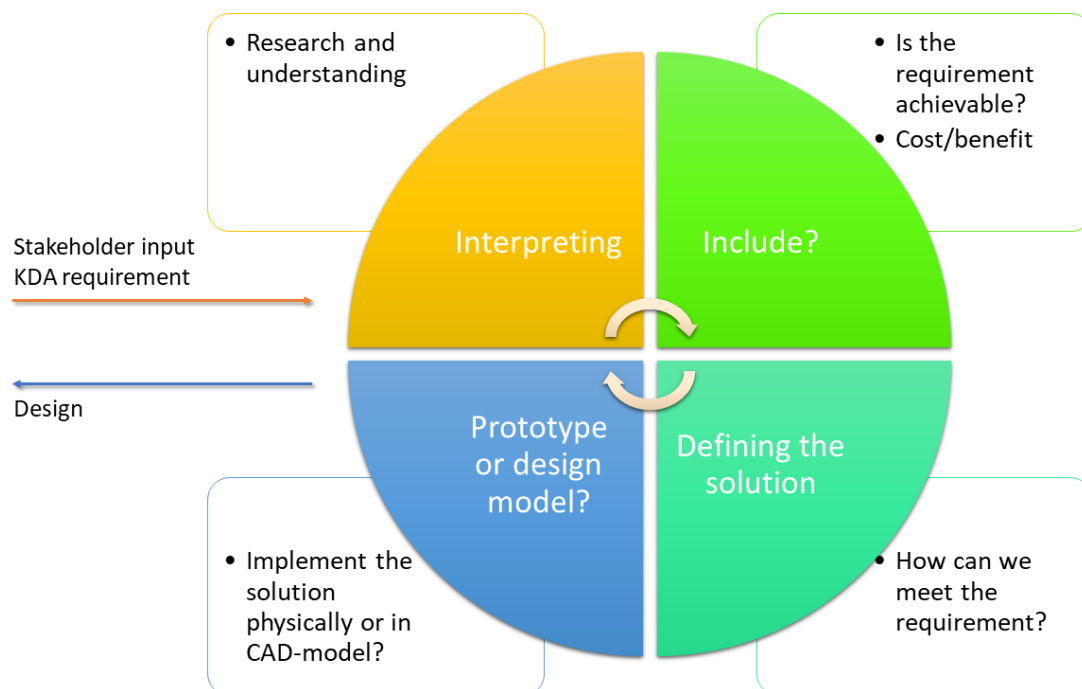 • Research and
understanding
• Is the
requirement
achievable?
• Cost/benefit
Interpreting
Include?
Stakeholder input
KDA requirement
Design
Prototype
or design
model?
Defining the
solution
• Implement the
solution
physically or in
CAD-model?
• How can we
meet the
requirement?